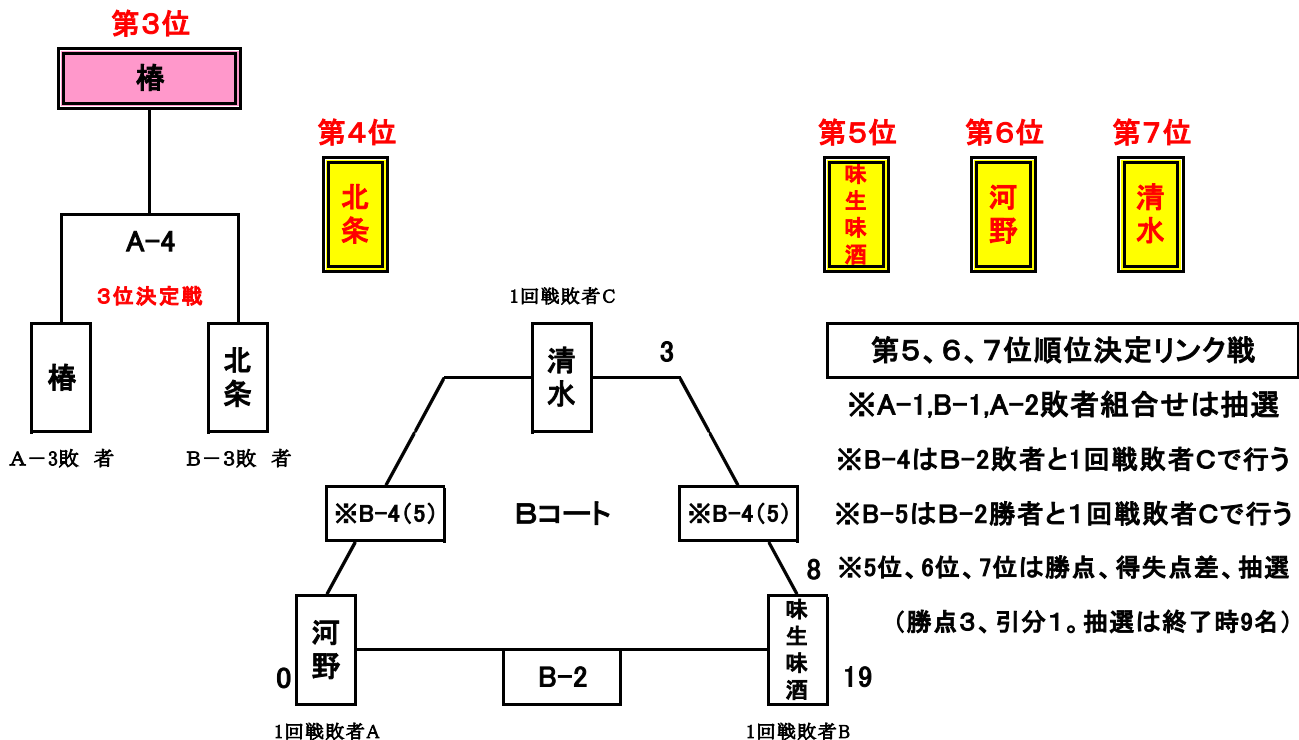 第3位
椿
A-4
3位決定戦
椿
北条
A-3敗 者
B-3敗 者
第4位
北条
第5位
味生味酒
第6位
河野
第7位
清水
1回戦敗者C
清水
3
※B-4(5)
Bコート
※B-4(5)
8
河野
0
B-2
味生味酒
19
1回戦敗者A
1回戦敗者B
第5、6、7位順位決定リンク戦
※A-1,B-1,A-2敗者組合せは抽選
※B-4はB-2敗者と1回戦敗者Cで行う
※B-5はB-2勝者と1回戦敗者Cで行う
※5位、6位、7位は勝点、得失点差、抽選
(勝点3、引分1。抽選は終了時9名)